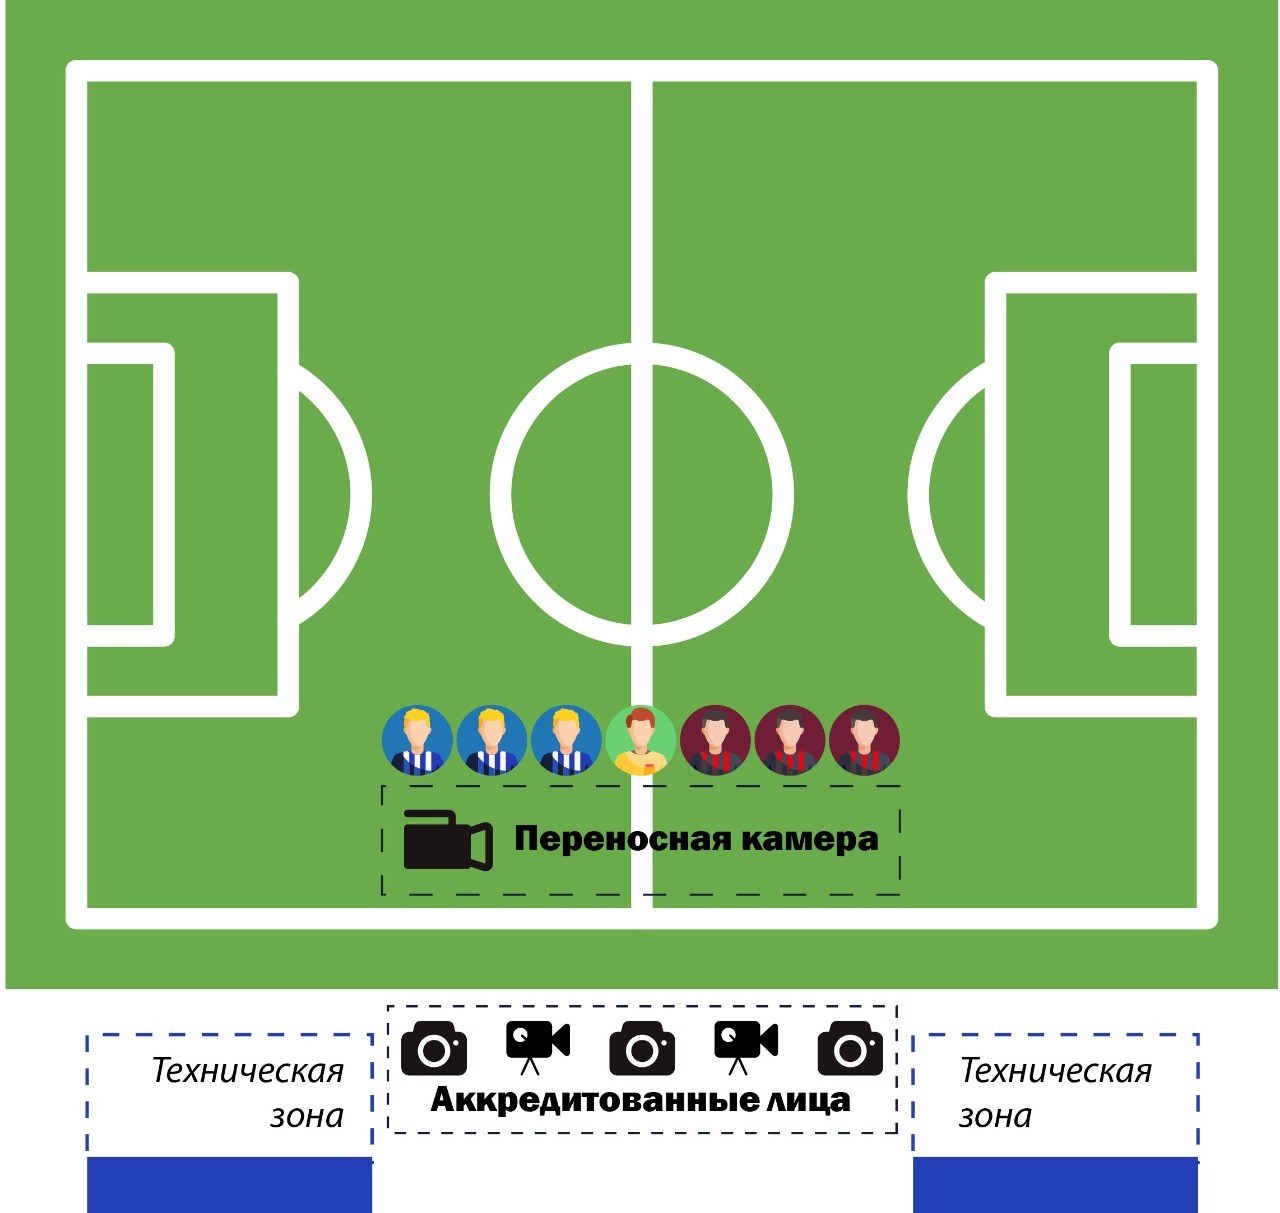 Переносная камера
Техническая
зона
Аккредитованные лица
Техническая
зона